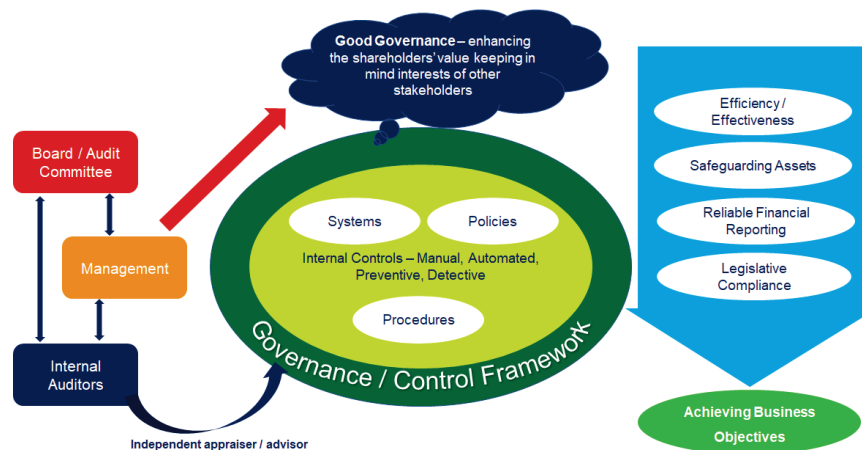 Good Governance – enhancing
the shareholders' value keeping in
mind interests of other
stakeholders
Board / Audit
Committee
Management
Internal
Auditors
Independent appraiser / advisor
Systems
Policies
Internal Controls – Manual, Automated,
Preventive, Detective
Procedures
Governance / Control Framework
Efficiency /
Effectiveness
Safeguarding Assets
Reliable Financial
Reporting
Legislative
Compliance
Achieving Business
Objectives